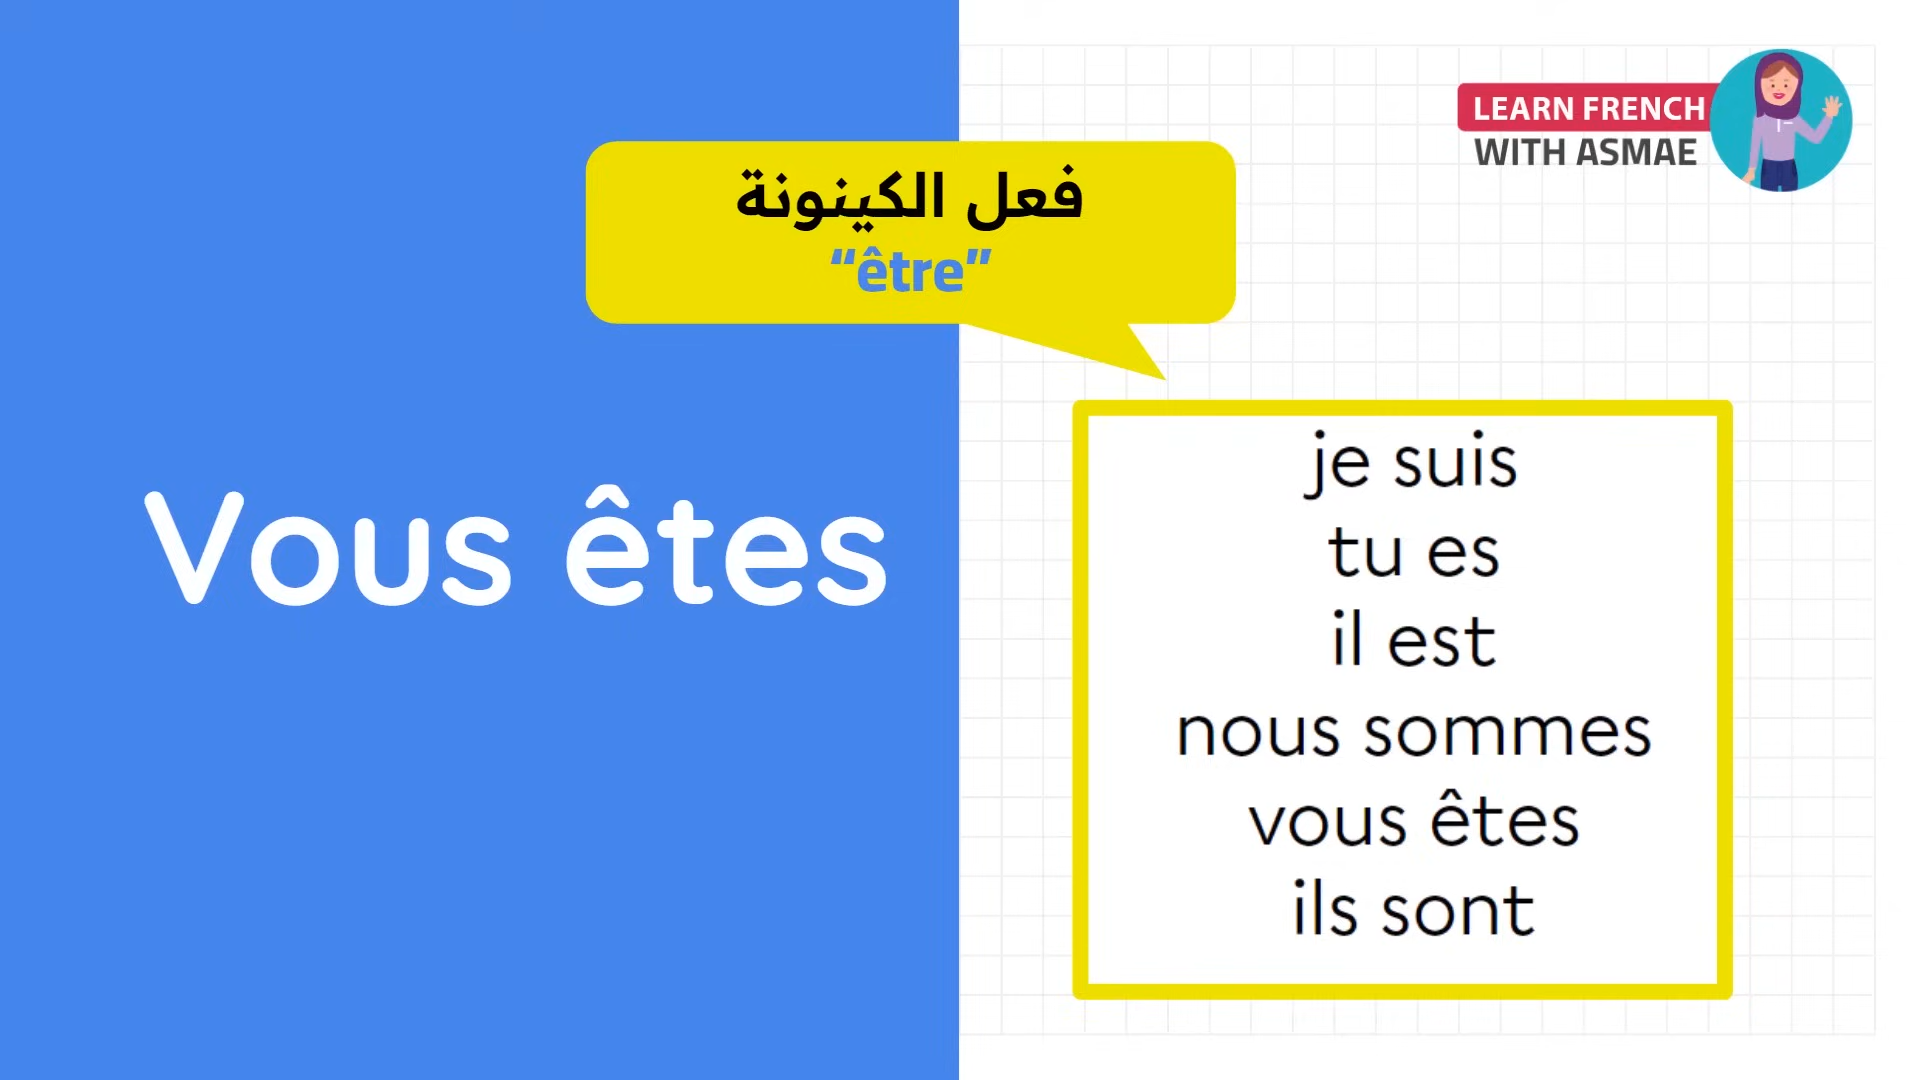 LEARN FRENCH
WITH ASMAE
فعل الكينونة
“être”
Vous êtes
je suis
tu es
il est
nous sommes
vous êtes
ils sont